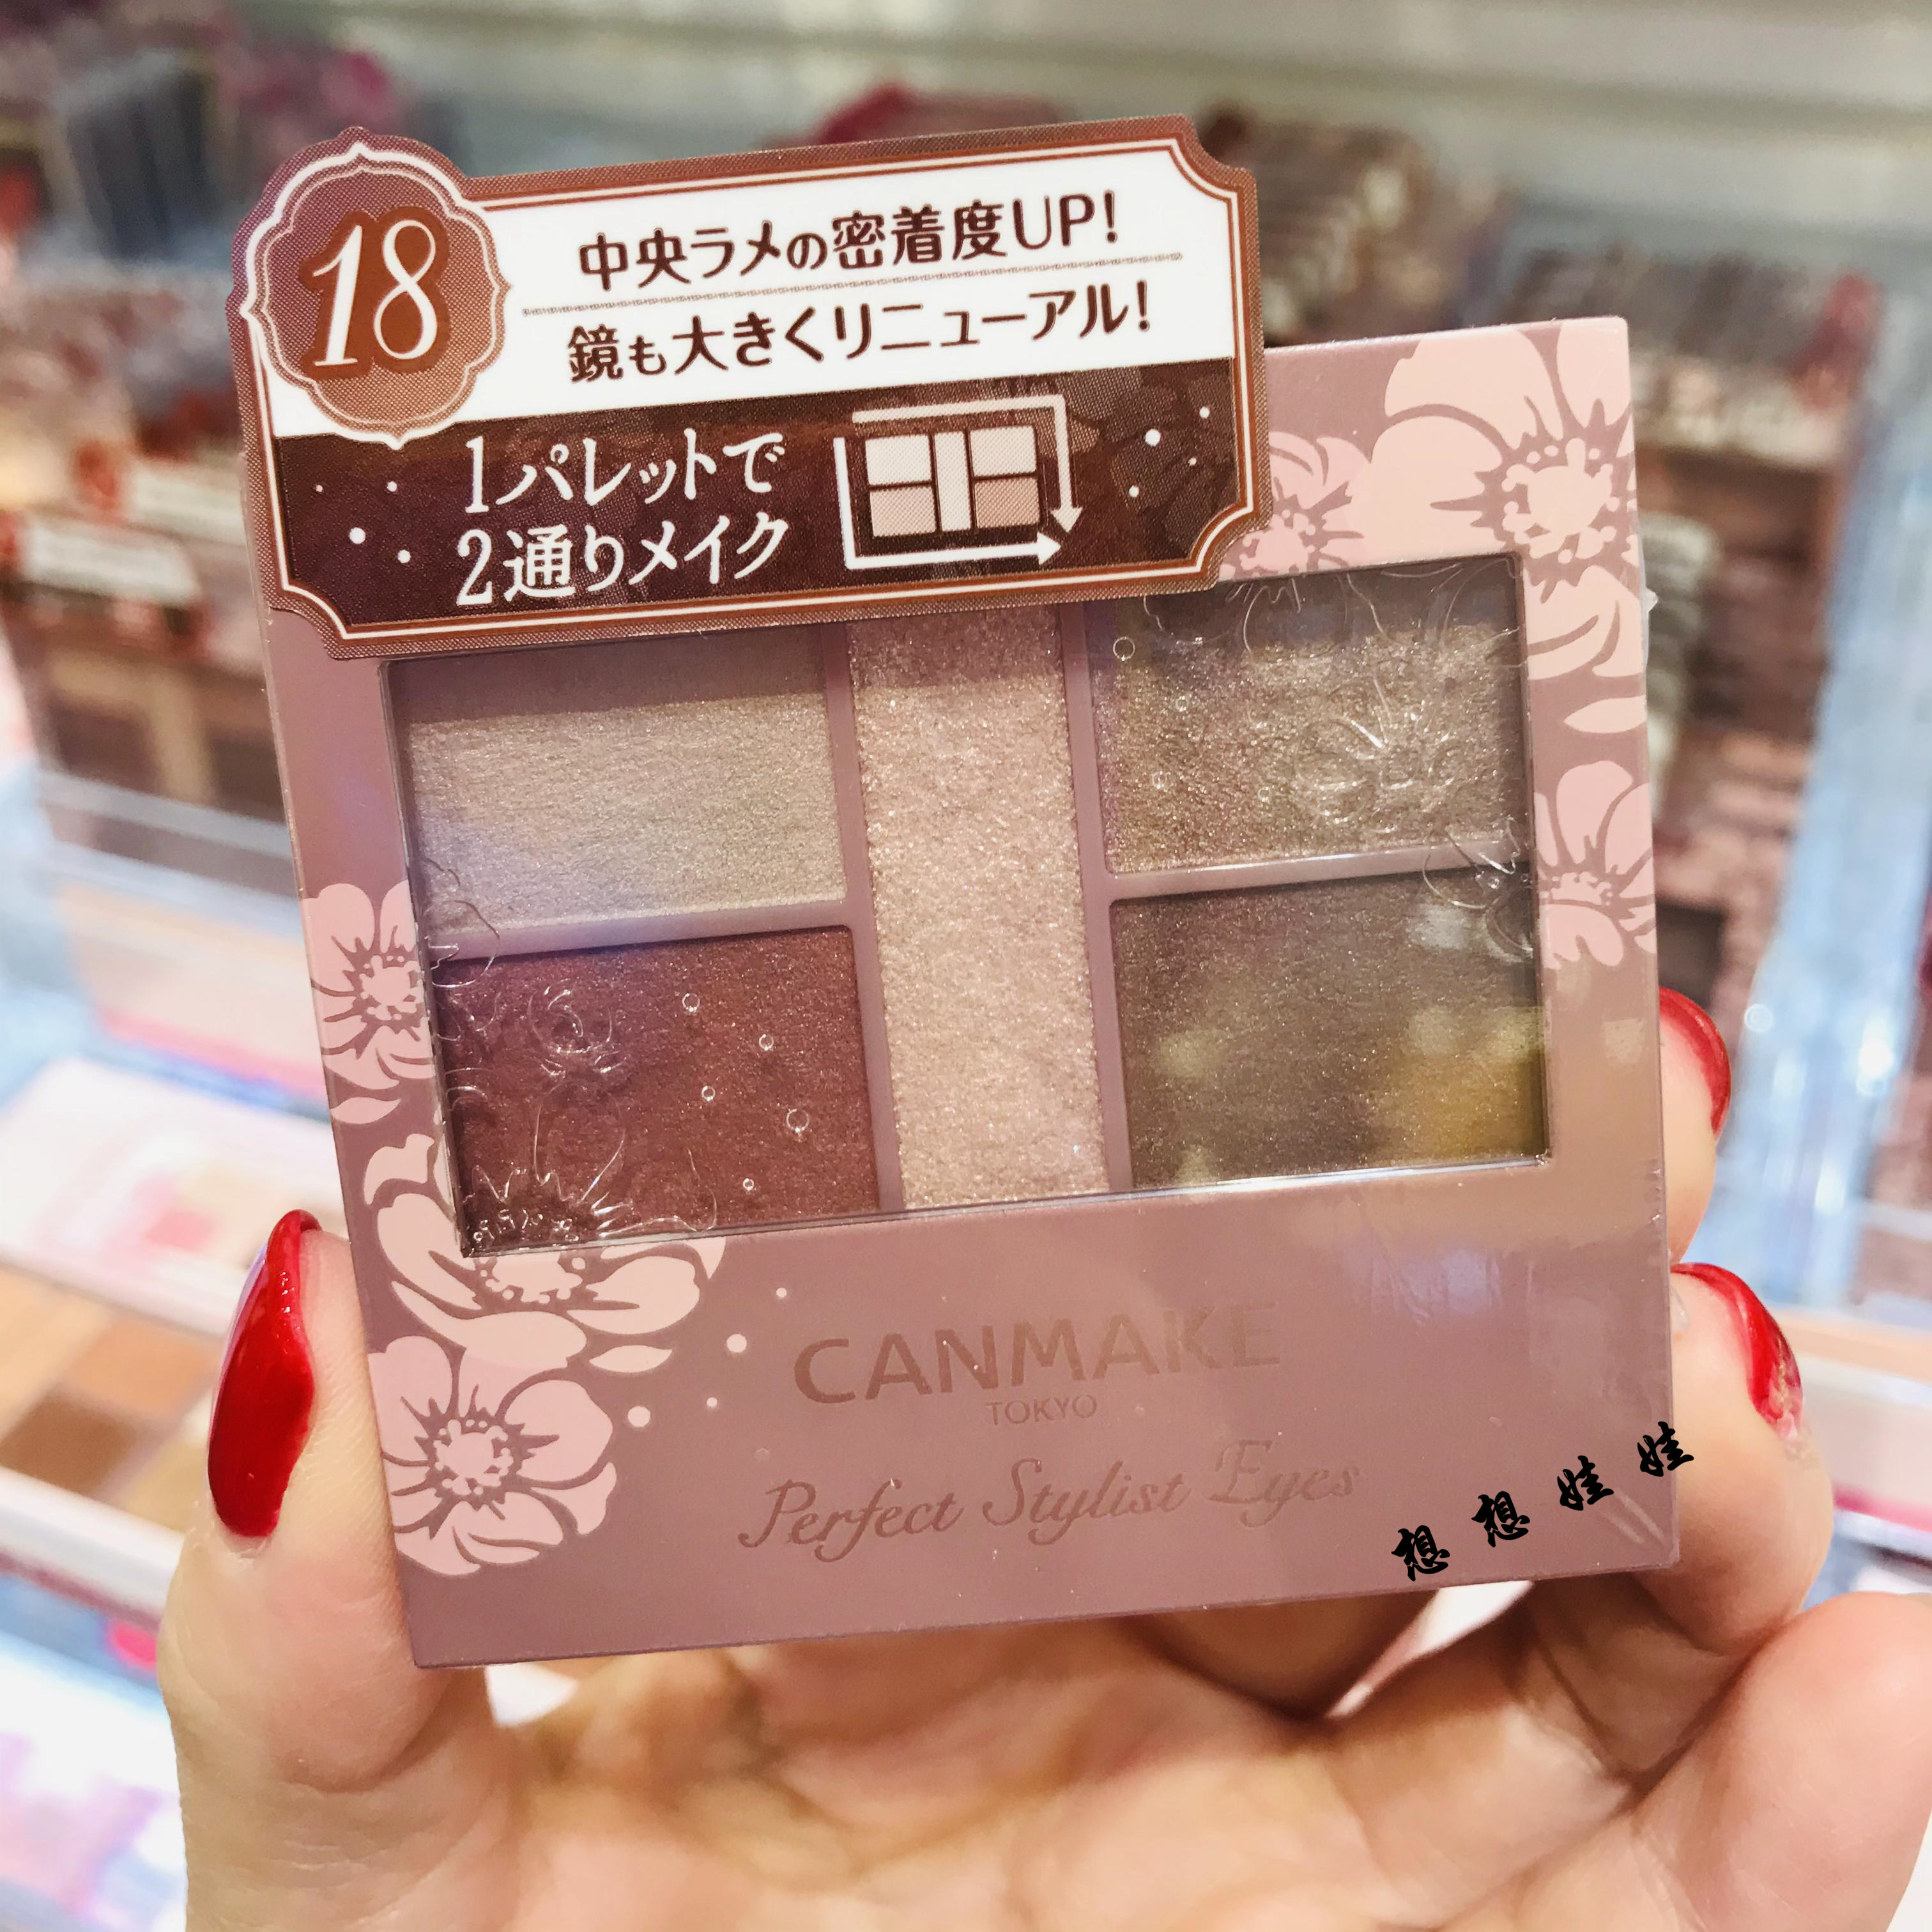 18
中央ラメの密着度UP!
鏡も大きくリニューアル!
1パレットで
2通りメイク
CANMAKE
TOKYO
Perfect Stylist Eyes
想想娃娃